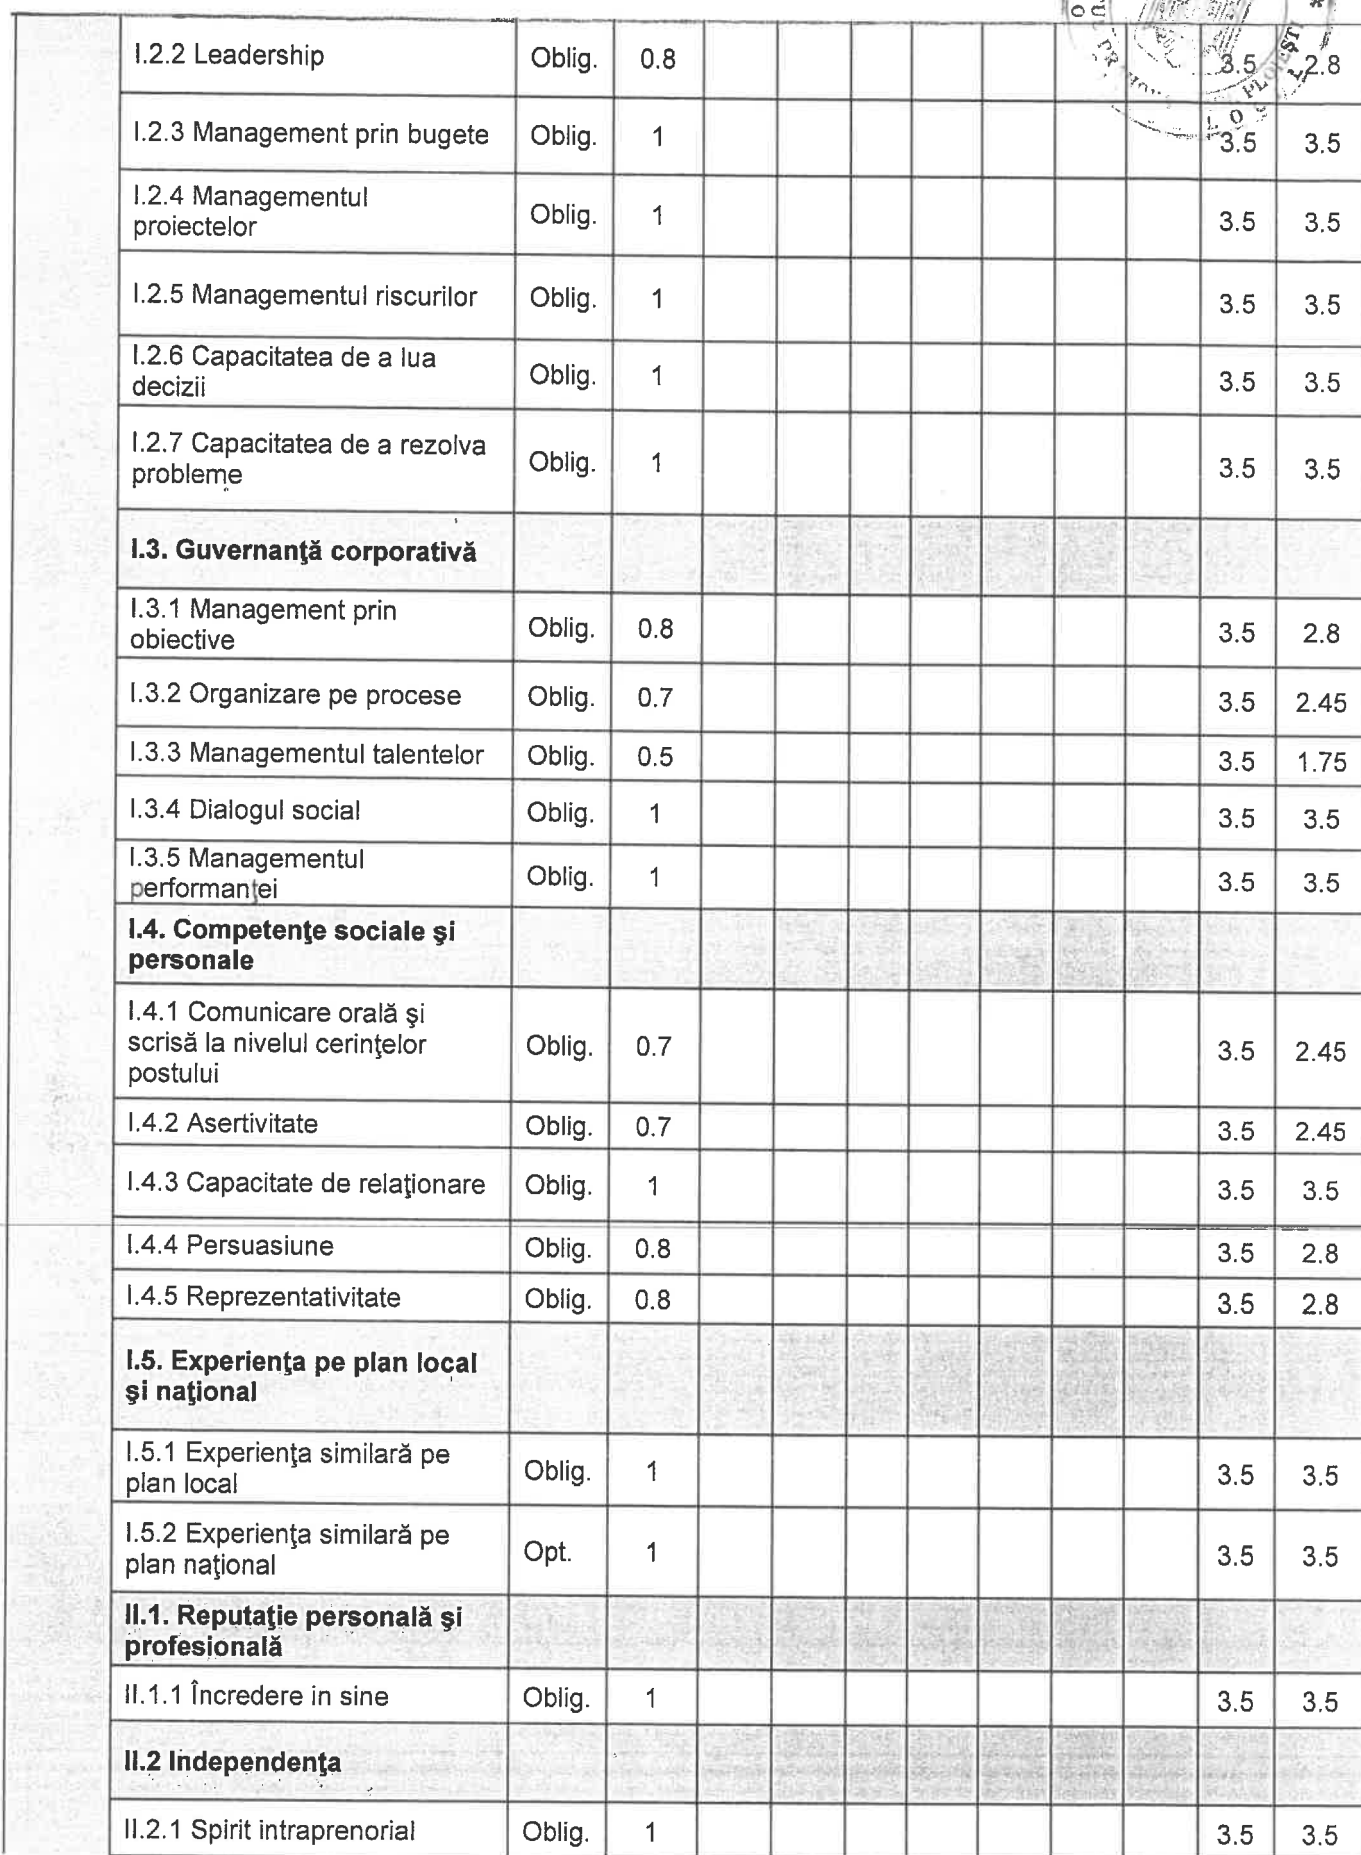 I.2.2 Leadership Oblig. 0.8 3.5 2.8
I.2.3 Management prin bugete Oblig. 1 3.5 3.5
I.2.4 Managementul
proiectelor Oblig. 1 3.5 3.5
I.2.5 Managementul riscurilor Oblig. 1 3.5 3.5
I.2.6 Capacitatea de a lua
decizii Oblig. 1 3.5 3.5
I.2.7 Capacitatea de a rezolva
probleme Oblig. 1 3.5 3.5
I.3. Guvernanţă corporativă
I.3.1 Management prin
obiective Oblig. 0.8 3.5 2.8
I.3.2 Organizare pe procese Oblig. 0.7 3.5 2.45
I.3.3 Managementul talentelor Oblig. 0.5 3.5 1.75
I.3.4 Dialogul social Oblig. 1 3.5 3.5
I.3.5 Managementul
performanţei Oblig. 1 3.5 3.5
I.4. Competenţe sociale şi
personale
I.4.1 Comunicare orală şi
scrisă la nivelul cerinţelor
postului Oblig. 0.7 3.5 2.45
I.4.2 Asertivitate Oblig. 0.7 3.5 2.45
I.4.3 Capacitate de relaţionare Oblig. 1 3.5 3.5
I.4.4 Persuasiune Oblig. 0.8 3.5 2.8
I.4.5 Reprezentativitate Oblig. 0.8 3.5 2.8
I.5. Experienţa pe plan local
şi naţional
I.5.1 Experienţa similară pe
plan local Oblig. 1 3.5 3.5
I.5.2 Experienţa similară pe
plan naţional Opt. 1 3.5 3.5
II.1. Reputaţie personală şi
profesională
II.1.1 Încredere in sine Oblig. 1 3.5 3.5
II.2 Independenţa
II.2.1 Spirit intraprenorial Oblig. 1 3.5 3.5